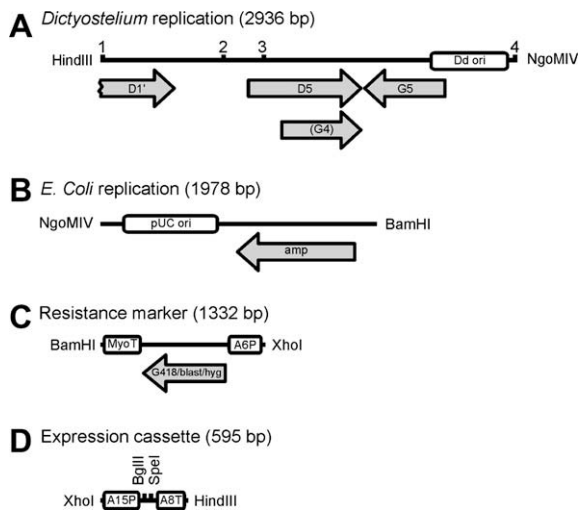 A Dictyostelium replication (2936 bp)
1 2 3 4
HindIII Dd ori NgoMIV
D1' D5 G5
(G4)
B E. Coli replication (1978 bp)
NgoMIV pUC ori BamHI
amp
C Resistance marker (1332 bp)
BamHI MyoT A6P XhoI
G418/blast/hyg
D Expression cassette (595 bp)
BglII SpeI
XhoI A15P A8T HindIII